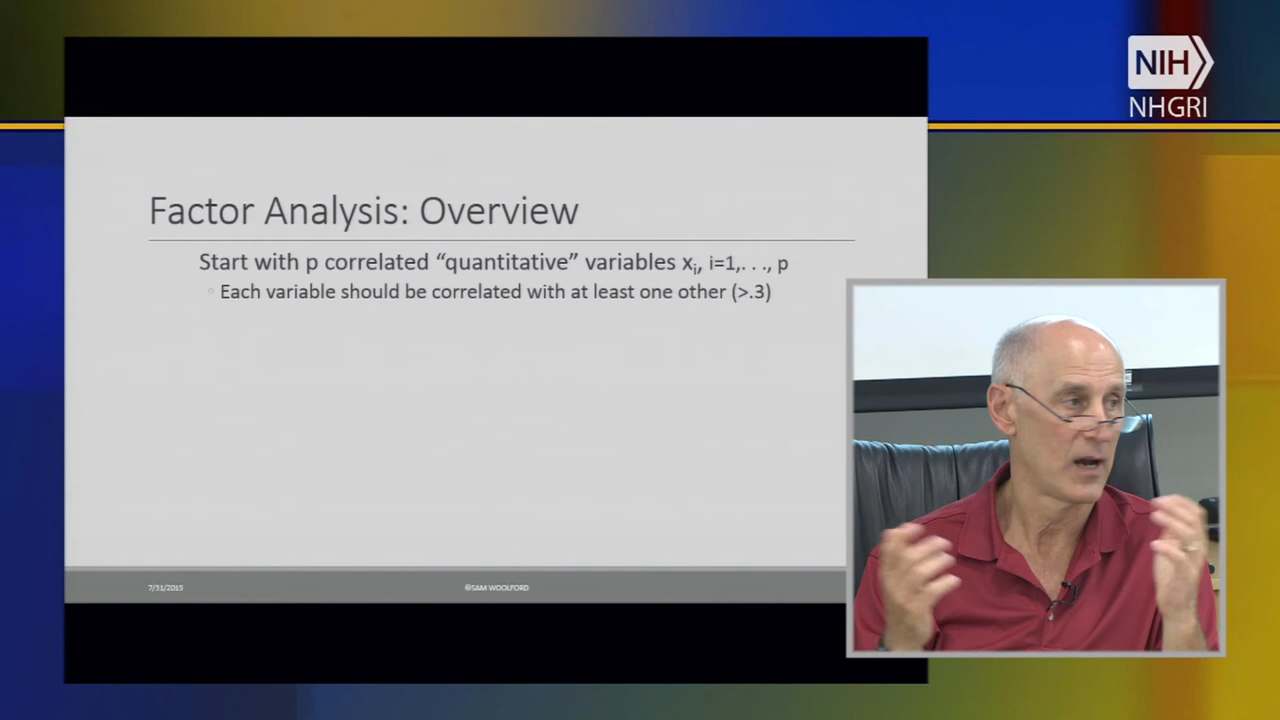 NIH
NHGRI
Factor Analysis: Overview
Start with p correlated “quantitative” variables xᵢ, i=1,. . ., p
Each variable should be correlated with at least one other (>.3)
7/31/2015
@SAM WOOLFORD